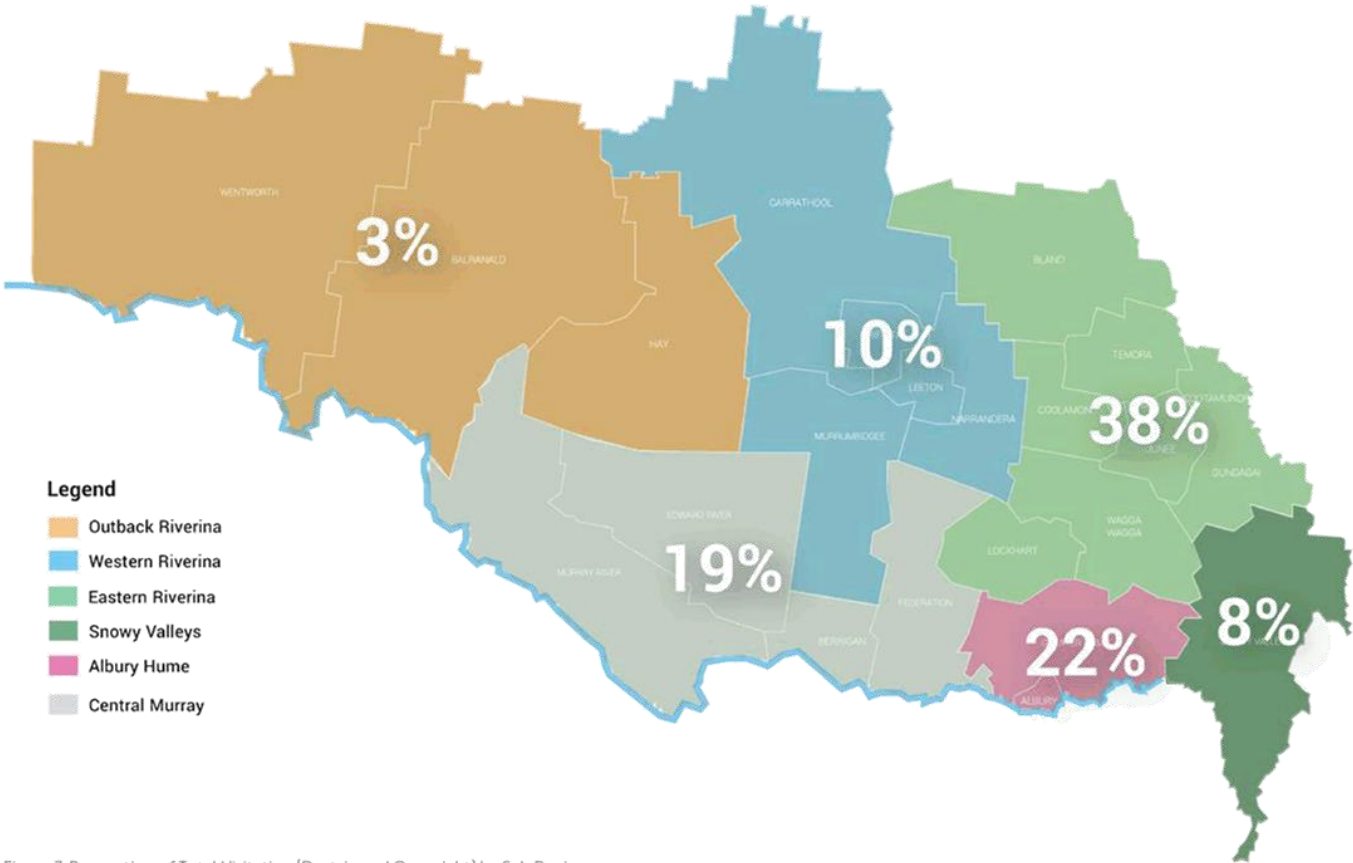 WENTWORTH
CARRATHOOL
3%
BALRANALD
BLAND
HAY
10%
TEMORA
LEETON
COOLAMON
NARRANDERA
38%
MURRUMBIDGEE
JUNEE
GUNDAGAI
Legend
Outback Riverina
Western Riverina
Eastern Riverina
Snowy Valleys
Albury Hume
Central Murray
EDWARD RIVER
WAGGA
WAGGA
LOCKHART
19%
MURRAY RIVER
FEDERATION
BERRIGAN
22%
8%
ALBURY